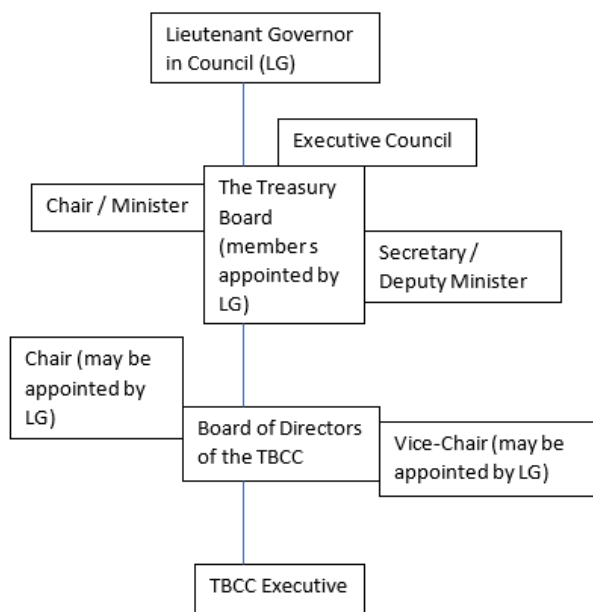 Lieutenant Governor
in Council (LG)
Executive Council
The Treasury
Board
(members
appointed by
LG)
Chair / Minister
Secretary /
Deputy Minister
Chair (may be
appointed by
LG)
Board of Directors
of the TBCC
Vice-Chair (may be
appointed by LG)
TBCC Executive